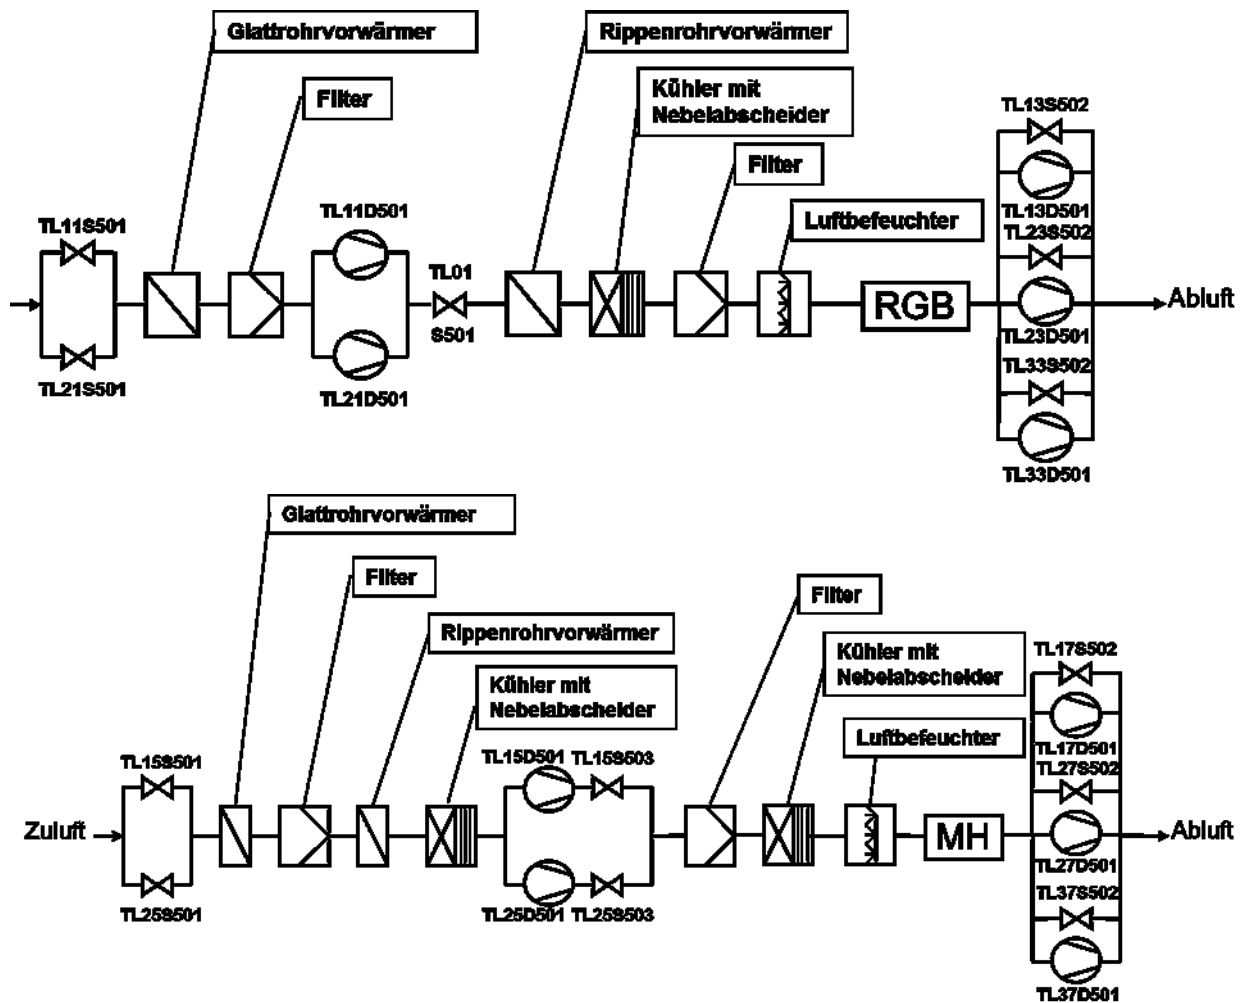 Glattrohrvorwärmer
Rippenrohrvorwärmer
Filter
Kühler mit
Nebelabscheider
Filter
Luftbefeuchter
TL13S502
TL13D501
TL23S502
TL23D501
TL33S502
TL33D501
TL11S501
TL21S501
TL11D501
TL21D501
TL01
S501
RGB
Abluft
Glattrohrvorwärmer
Filter
Rippenrohrvorwärmer
Kühler mit
Nebelabscheider
Filter
Kühler mit
Nebelabscheider
Luftbefeuchter
TL17S502
TL17D501
TL27S502
TL27D501
TL37S502
TL37D501
TL15S501
TL25S501
TL15D501 TL15S503
TL25D501 TL25S503
Zuluft
MH
Abluft